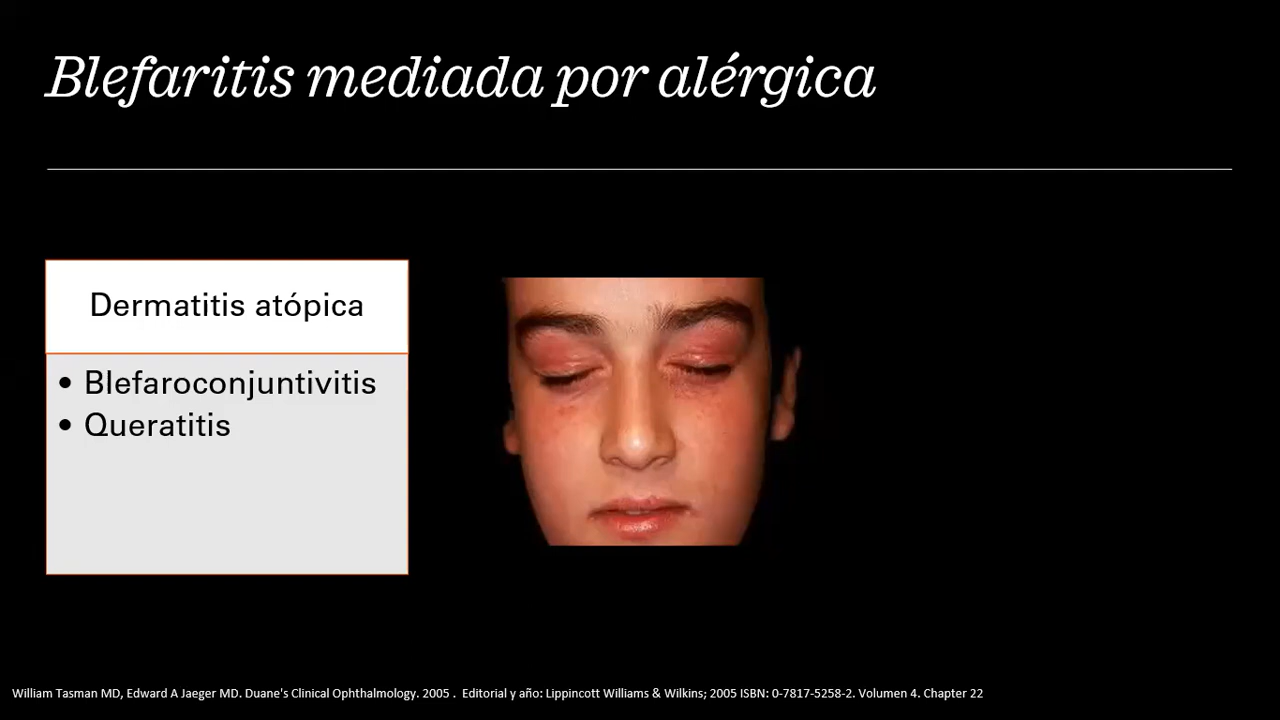 Blefaritis mediada por alérgica
Dermatitis atópica
• Blefaroconjuntivitis
• Queratitis
William Tasman MD, Edward A Jaeger MD. Duane's Clinical Ophthalmology. 2005 . Editorial y año: Lippincott Williams & Wilkins; 2005 ISBN: 0-7817-5258-2. Volumen 4. Chapter 22